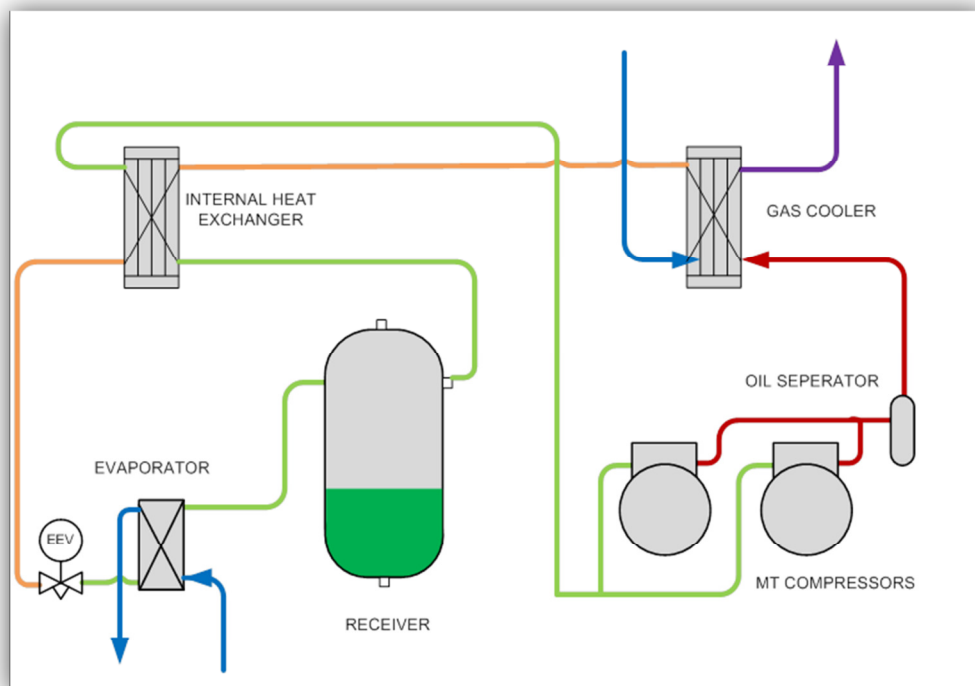 INTERNAL HEAT
EXCHANGER
GAS COOLER
OIL SEPERATOR
EVAPORATOR
EEV
MT COMPRESSORS
RECEIVER